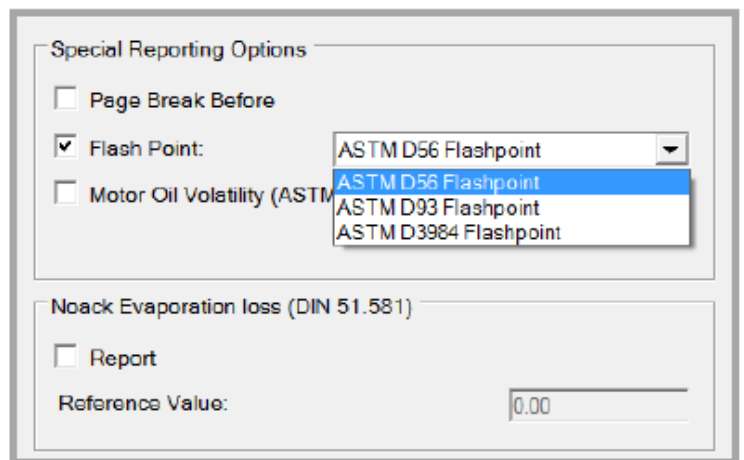 Special Reporting Options
Page Break Before
Flash Point: ASTM D56 Flashpoint
ASTM D56 Flashpoint
Motor Oil Volatility (ASTM
ASTM D93 Flashpoint
ASTM D3984 Flashpoint
Noack Evaporation loss (DIN 51.581)
Report
Reference Value: 0.00